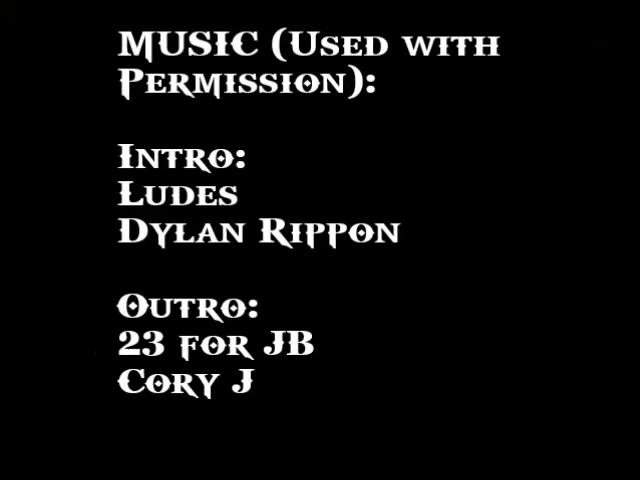 MUSIC (Used with
Permission):
Intro:
Ludes
Dylan Rippon
Outro:
23 for JB
Cory J